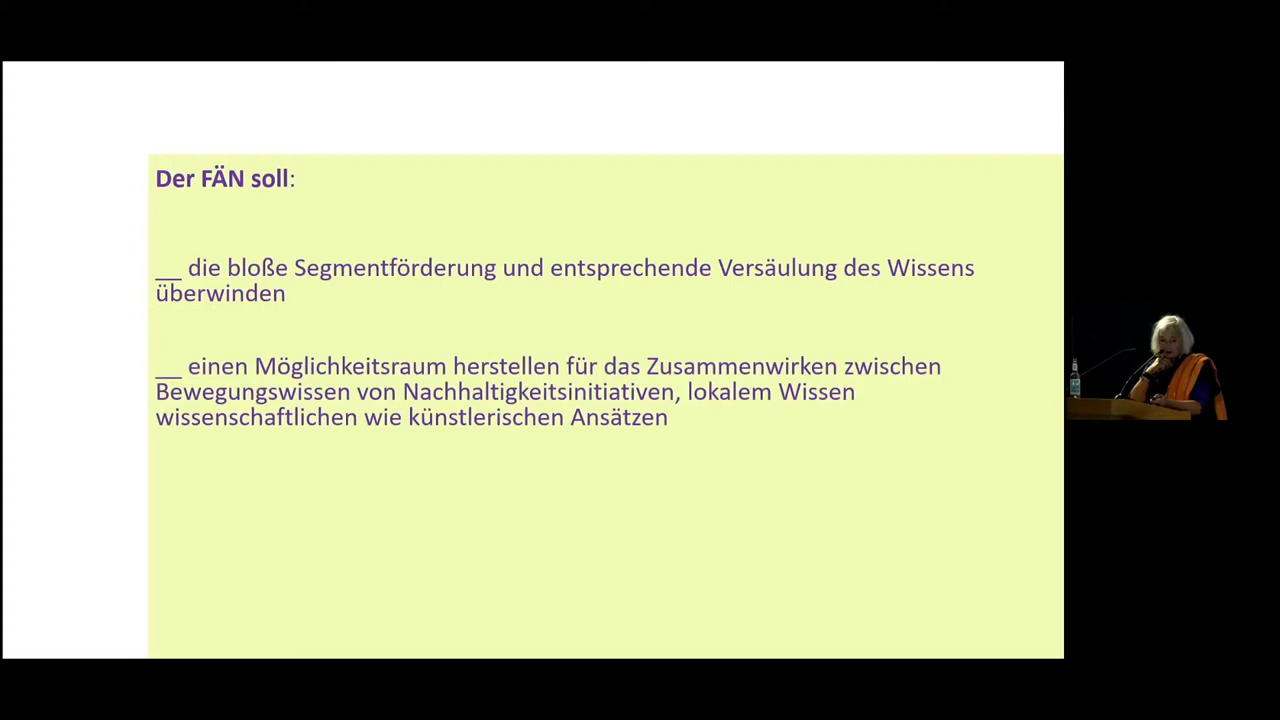 Der FÄN soll:
__ die bloße Segmentförderung und entsprechende Versäulung des Wissens
überwinden
__ einen Möglichkeitsraum herstellen für das Zusammenwirken zwischen
Bewegungswissen von Nachhaltigkeitsinitiativen, lokalem Wissen
wissenschaftlichen wie künstlerischen Ansätzen